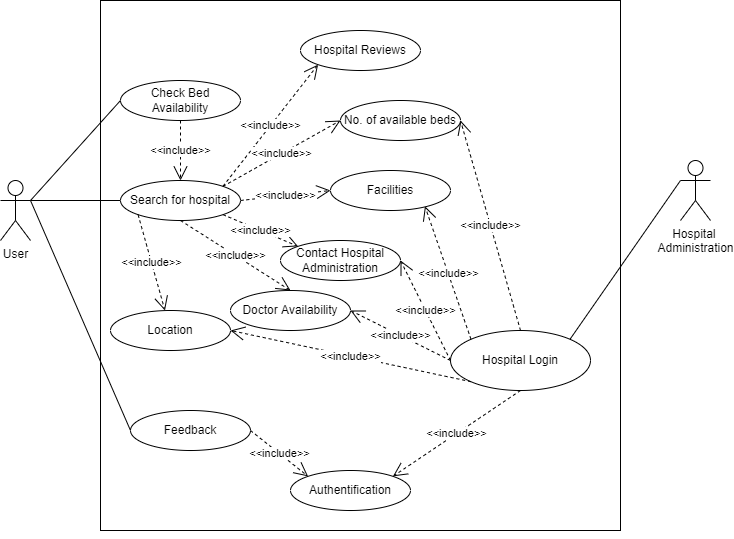 Hospital Reviews
Check Bed
Availability
<<include>>
No. of available beds
<<include>>
<<include>>
Search for hospital
<<include>>
Facilities
User
<<include>>
<<include>>
Hospital
Administration
Contact Hospital
Administration
<<include>>
<<include>>
<<include>>
Doctor Availability
<<include>>
Location
<<include>>
<<include>>
Hospital Login
Feedback
<<include>>
<<include>>
Authentification